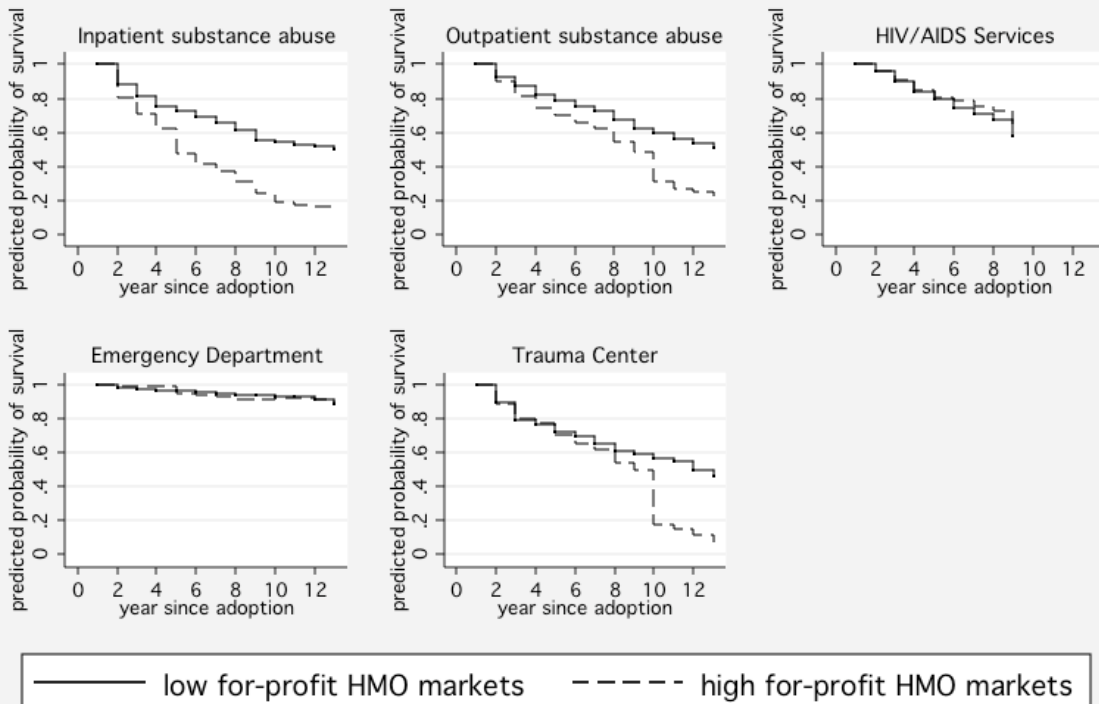 Inpatient substance abuse
predicted probability of survival
1
.8
.6
.4
.2
0
0 2 4 6 8 10 12
year since adoption
Outpatient substance abuse
predicted probability of survival
1
.8
.6
.4
.2
0
0 2 4 6 8 10 12
year since adoption
HIV/AIDS Services
predicted probability of survival
1
.8
.6
.4
.2
0
0 2 4 6 8 10 12
year since adoption
Emergency Department
predicted probability of survival
1
.8
.6
.4
.2
0
0 2 4 6 8 10 12
year since adoption
Trauma Center
predicted probability of survival
1
.8
.6
.4
.2
0
0 2 4 6 8 10 12
year since adoption
low for-profit HMO markets high for-profit HMO markets